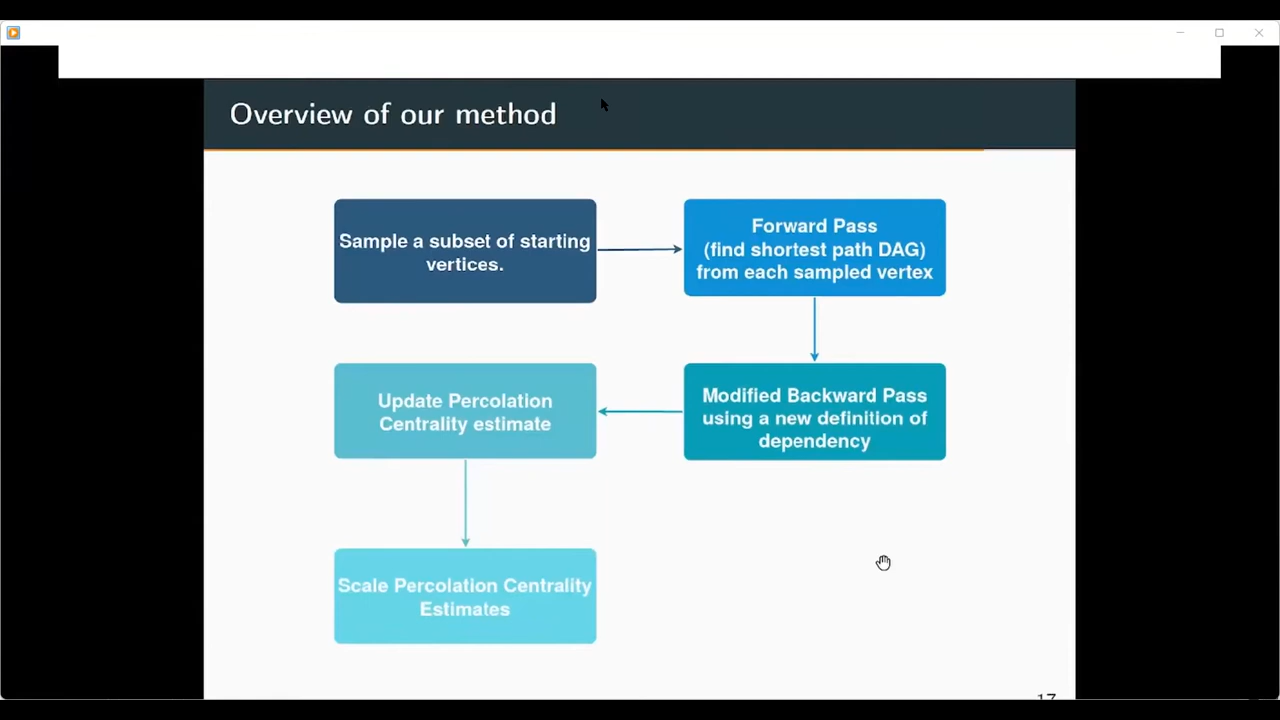 Overview of our method
Sample a subset of starting
vertices.
Forward Pass
(find shortest path DAG)
from each sampled vertex
Modified Backward Pass
using a new definition of
dependency
Update Percolation
Centrality estimate
Scale Percolation Centrality
Estimates
17